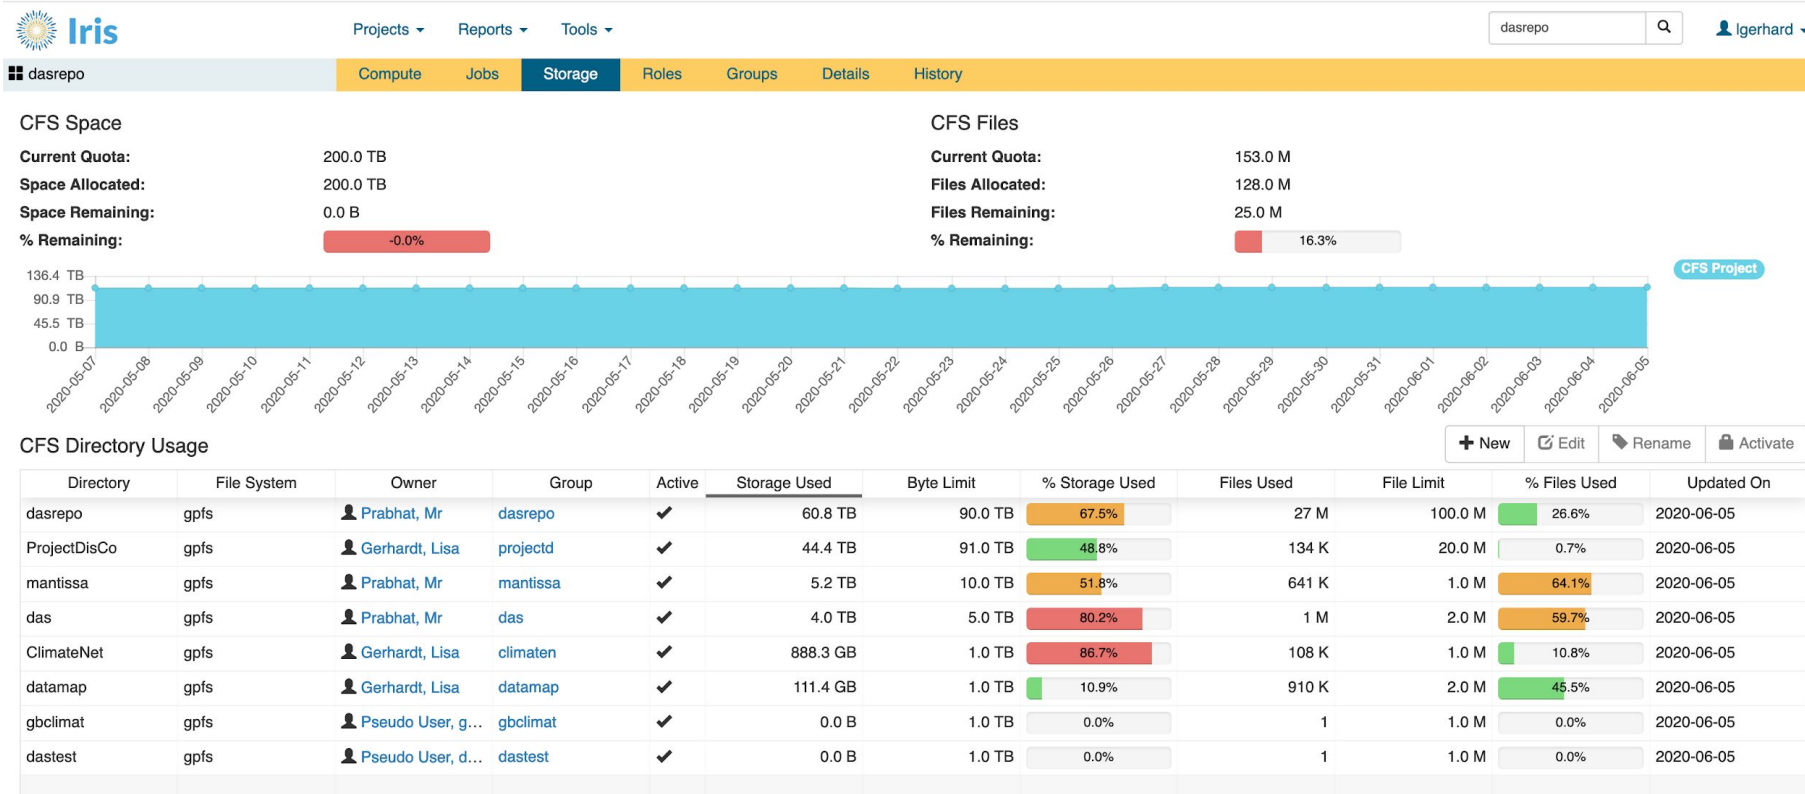 Iris Projects Reports Tools dasrepo lgerhard
dasrepo Compute Jobs Storage Roles Groups Details History
CFS Space CFS Files
Current Quota: 200.0 TB Current Quota: 153.0 M
Space Allocated: 200.0 TB Files Allocated: 128.0 M
Space Remaining: 0.0 B Files Remaining: 25.0 M
% Remaining: -0.0% % Remaining: 16.3%
CFS Project
136.4 TB
90.9 TB
45.5 TB
0.0 B
2020-05-07 2020-05-08 2020-05-09 2020-05-10 2020-05-11 2020-05-12 2020-05-13 2020-05-14 2020-05-15 2020-05-16 2020-05-17 2020-05-18 2020-05-19 2020-05-20 2020-05-21 2020-05-22 2020-05-23 2020-05-24 2020-05-25 2020-05-26 2020-05-27 2020-05-28 2020-05-29 2020-05-30 2020-05-31 2020-06-01 2020-06-02 2020-06-03 2020-06-04 2020-06-05
CFS Directory Usage New Edit Rename Activate
Directory File System Owner Group Active Storage Used Byte Limit % Storage Used Files Used File Limit % Files Used Updated On
dasrepo gpfs Prabhat, Mr dasrepo 60.8 TB 90.0 TB 67.5% 27 M 100.0 M 26.6% 2020-06-05
ProjectDisCo gpfs Gerhardt, Lisa projectd 44.4 TB 91.0 TB 48.8% 134 K 20.0 M 0.7% 2020-06-05
mantissa gpfs Prabhat, Mr mantissa 5.2 TB 10.0 TB 51.8% 641 K 1.0 M 64.1% 2020-06-05
das gpfs Prabhat, Mr das 4.0 TB 5.0 TB 80.2% 1 M 2.0 M 59.7% 2020-06-05
ClimateNet gpfs Gerhardt, Lisa climaten 888.3 GB 1.0 TB 86.7% 108 K 1.0 M 10.8% 2020-06-05
datamap gpfs Gerhardt, Lisa datamap 111.4 GB 1.0 TB 10.9% 910 K 2.0 M 45.5% 2020-06-05
gbclimat gpfs Pseudo User, g... gbclimat 0.0 B 1.0 TB 0.0% 1 1.0 M 0.0% 2020-06-05
dastest gpfs Pseudo User, d... dastest 0.0 B 1.0 TB 0.0% 1 1.0 M 0.0% 2020-06-05